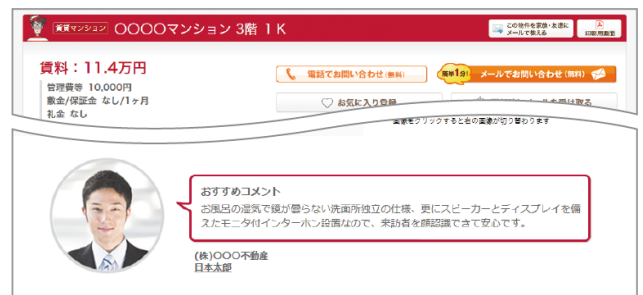 賃貸マンション 〇〇〇〇マンション 3階 1K
この物件を家族・友達に
メールで教える
印刷用画面
賃料：11.4万円
管理費等 10,000円
敷金/保証金 なし/1ヶ月
礼金 なし
電話でお問い合わせ(無料)
簡単1分! メールでお問い合わせ(無料)
お気に入り登録
画像をクリックすると右の画像が切り替わります
おすすめコメント
お風呂の湿気で鏡が曇らない洗面所独立の仕様、更にスピーカーとディスプレイを備
えたモニタ付インターホン設置なので、来訪者を顔認識できて安心です。
(株)〇〇〇不動産
日本太郎